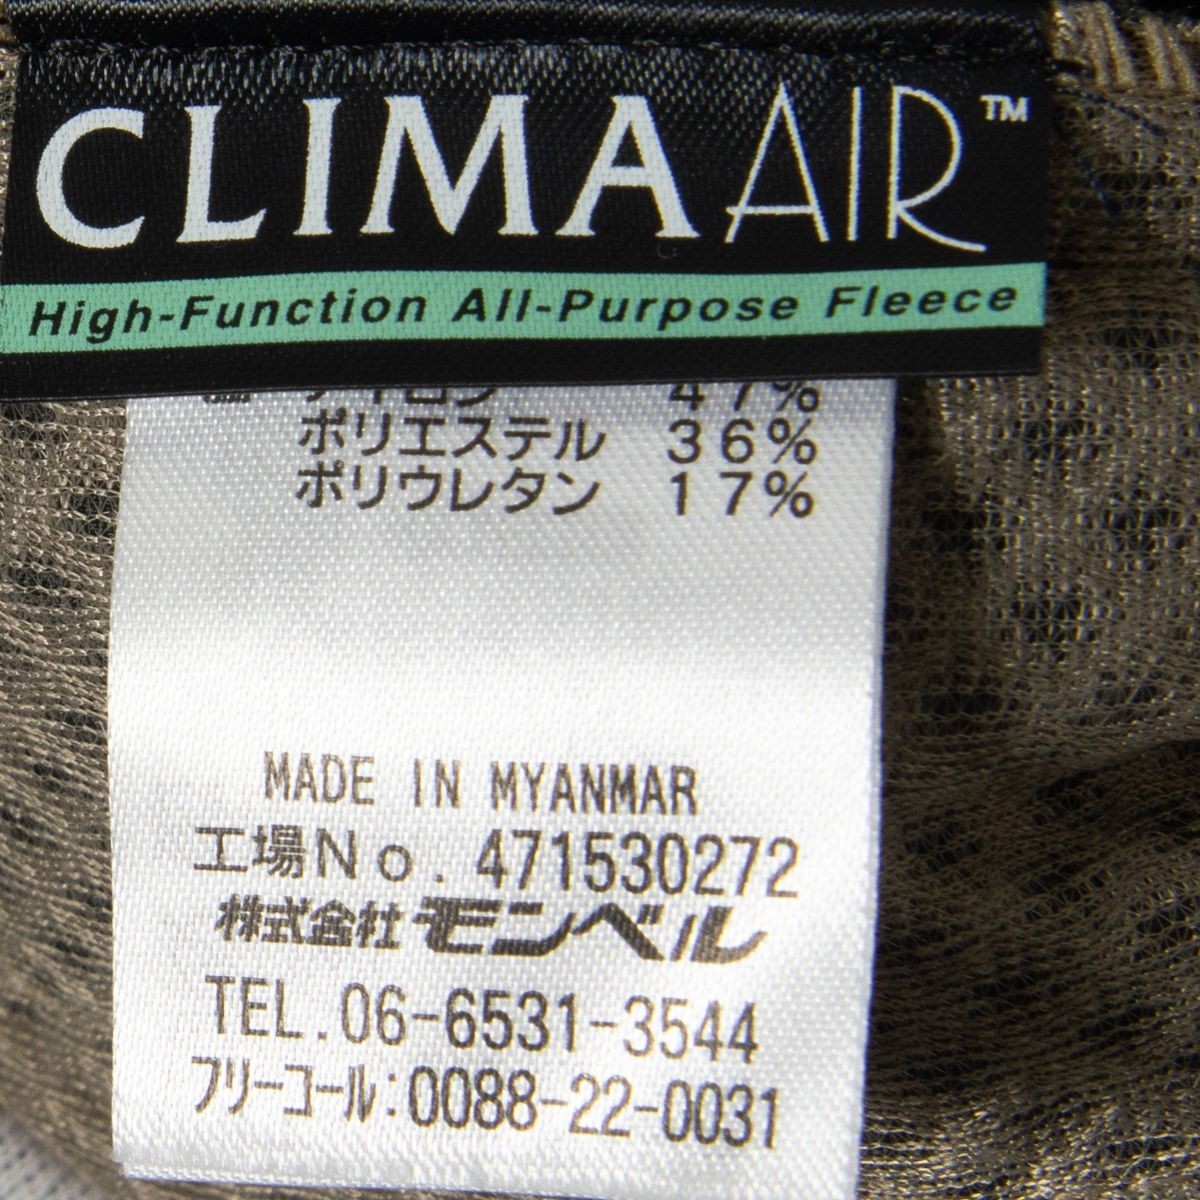 CLIMAAIR™
High-Function All-Purpose Fleece
47%
ポリエステル 36%
ポリウレタン 17%
MADE IN MYANMAR
工場No. 471530272
株式会社モンベル
TEL.06-6531-3544
フリーコール:0088-22-0031